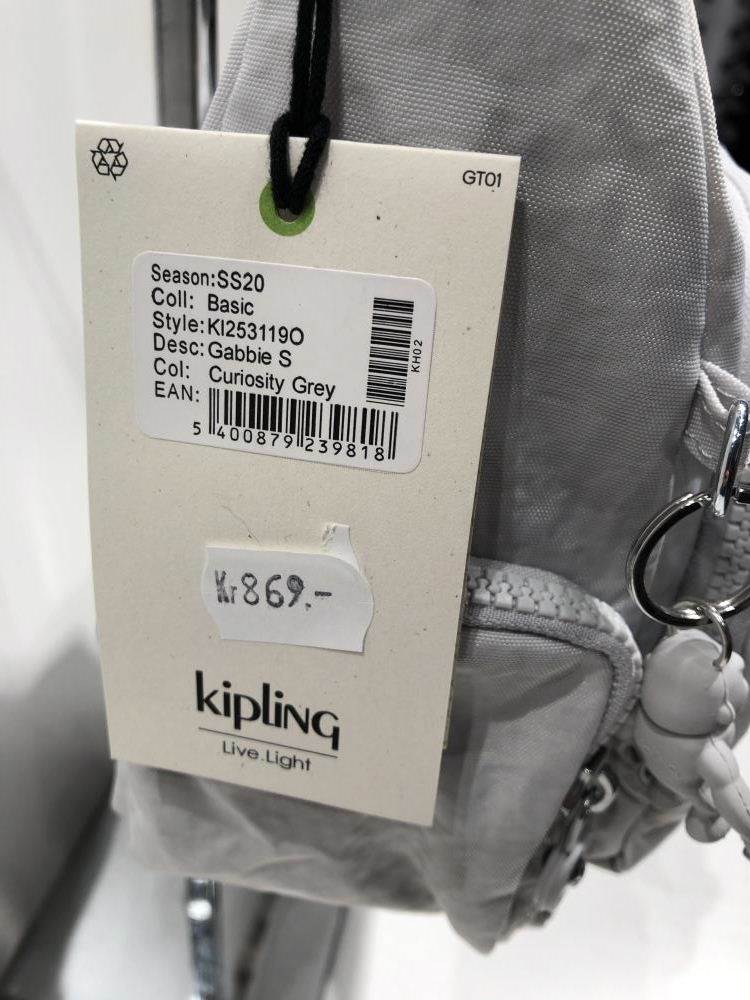 GT01
Season:SS20
Coll: Basic
Style:KI253119O
Desc:Gabbie S
Col: Curiosity Grey
EAN:
5 400879 239818
KH02
Kr869.-
kipling
Live.Light